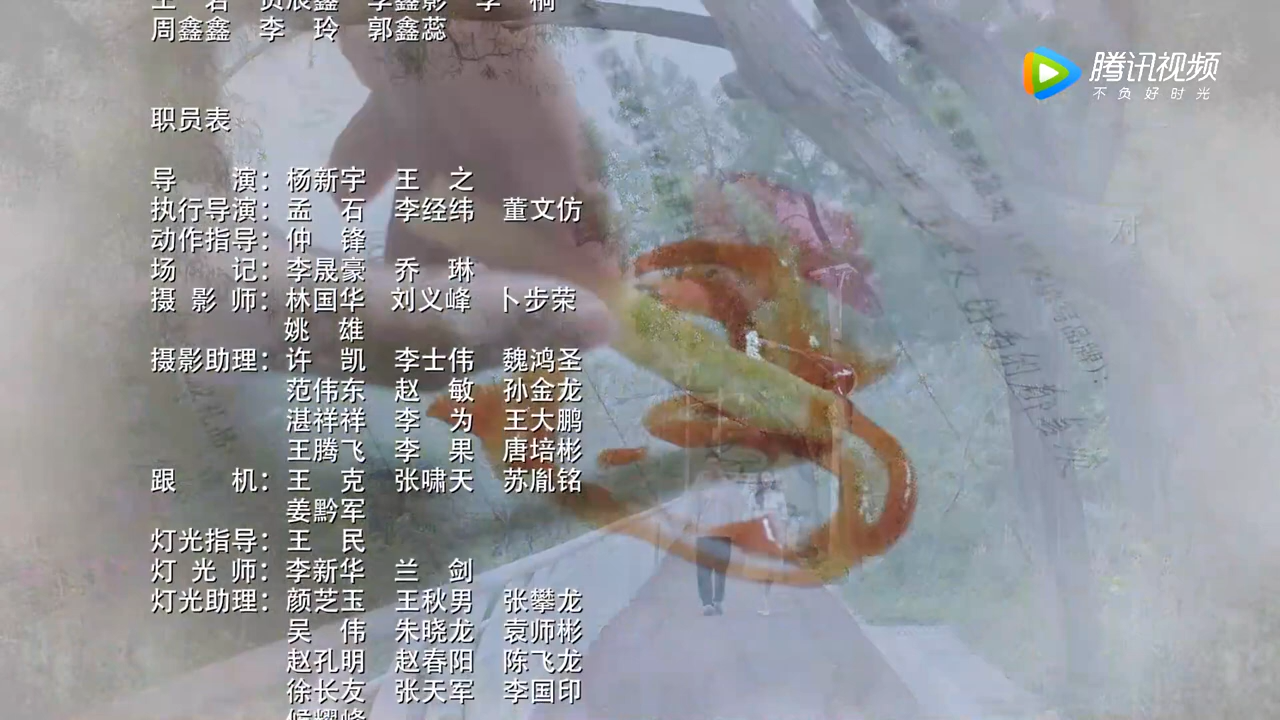 周鑫鑫 李 玲 郭鑫蕊
腾讯视频
不负好时光
职员表
导 演：杨新宇 王 之
执行导演：孟 石 李经纬 董文仿
动作指导：仲 锋
场 记：李晟豪 乔 琳
摄 影 师：林国华 刘义峰 卜步荣
姚 雄
摄影助理：许 凯 李士伟 魏鸿圣
范伟东 赵 敏 孙金龙
湛祥祥 李 为 王大鹏
王腾飞 李 果 唐培彬
跟 机：王 克 张啸天 苏胤铭
姜黔军
灯光指导：王 民
灯 光 师：李新华 兰 剑
灯光助理：颜芝玉 王秋男 张攀龙
吴 伟 朱晓龙 袁师彬
赵孔明 赵春阳 陈飞龙
徐长友 张天军 李国印